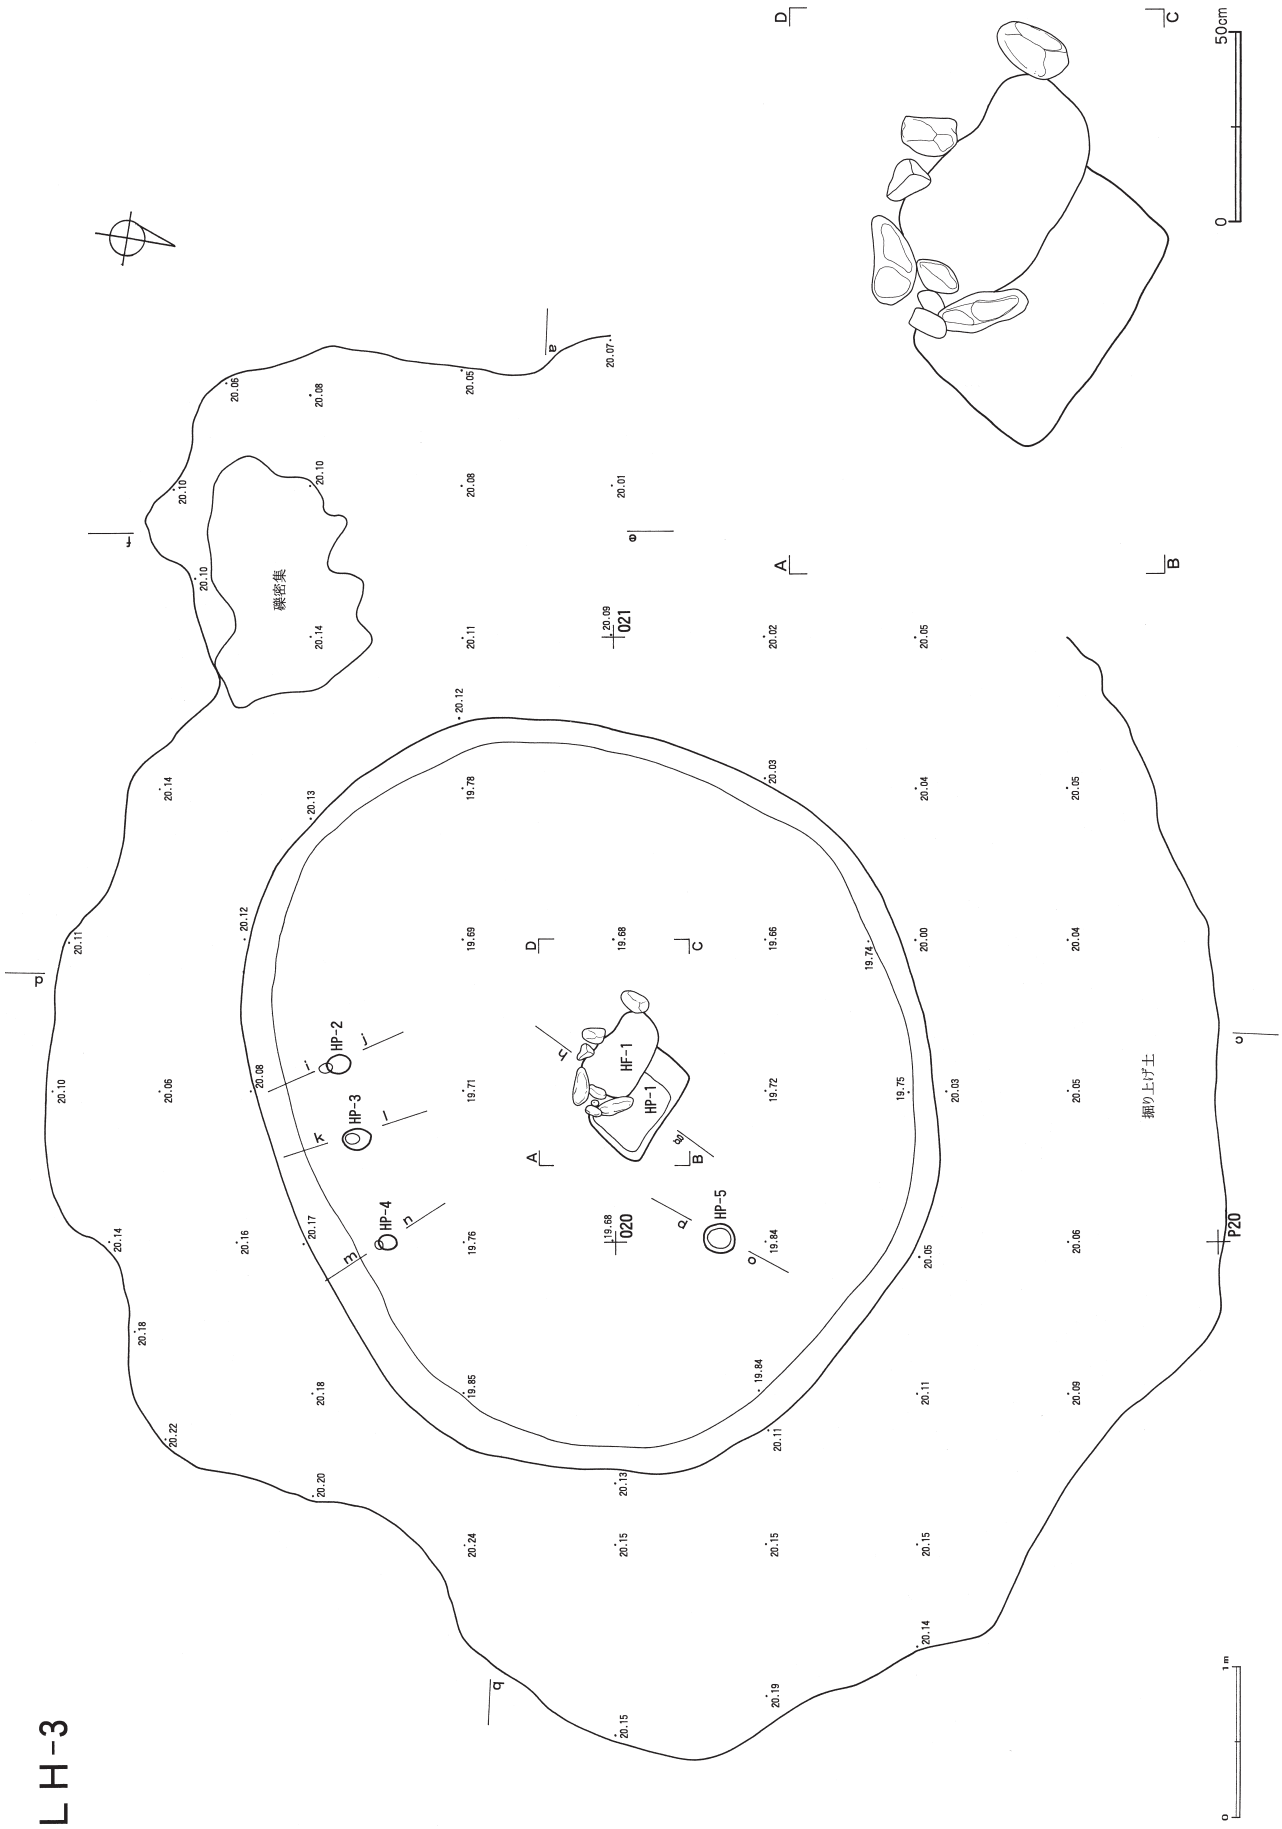 LH-3
D
C
50cm
0
a
20.07
20.06
20.08
20.05
20.10
20.10
20.08
20.01
f
e
20.10
礫密集
A
B
20.14
20.11
20.09
O21
20.02
20.05
20.12
20.14
20.13
19.78
20.03
20.04
20.05
20.11
20.12
19.69
D
19.68
C
19.66
19.74
20.00
20.04
d
HP-2
j
h
i
HF-1
c
20.10
20.06
20.08
19.71
HP-1
19.72
19.75
20.03
20.05
掘り上げ土
HP-3
l
k
g
A
B
HP-4
n
m
HP-5
p
o
20.14
20.16
20.17
19.76
19.68
O20
19.84
20.05
20.06
P20
20.18
20.18
19.85
19.84
20.11
20.09
20.22
20.11
20.20
20.13
20.24
20.15
20.15
20.15
20.14
b
20.19
20.15
1m
0